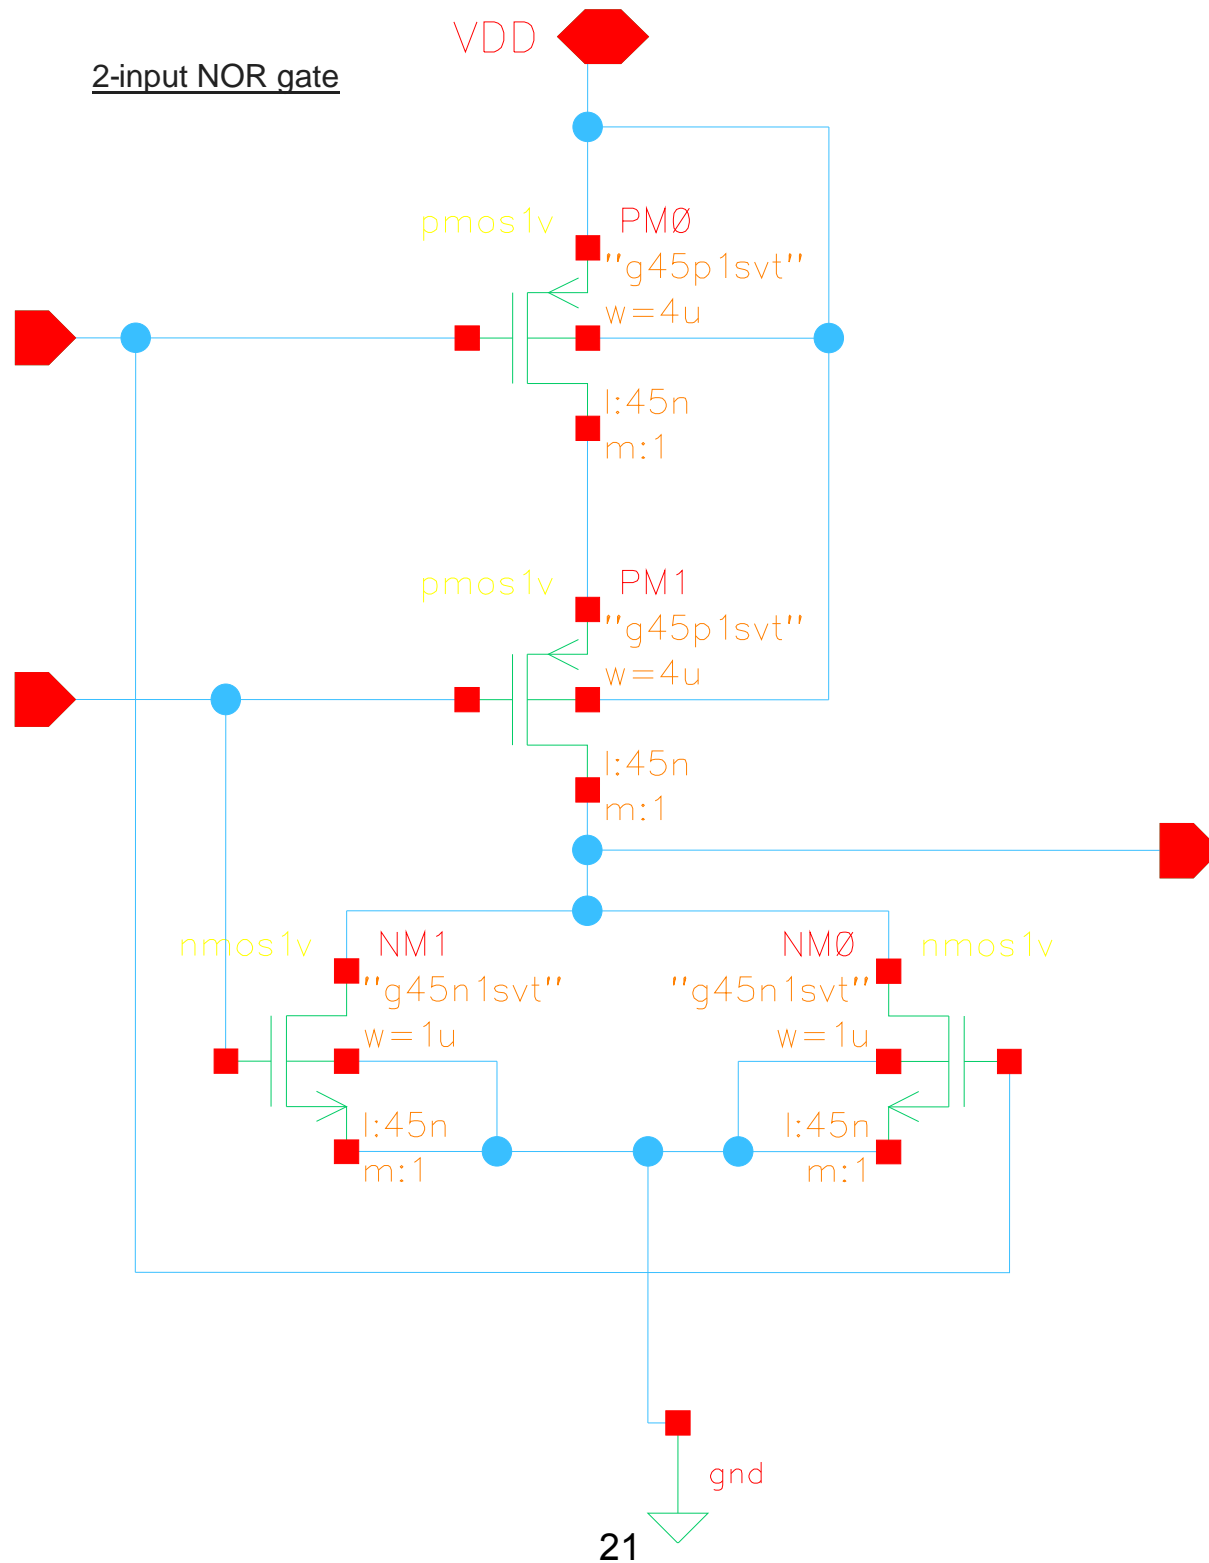 VDD
2-input NOR gate
pmos1v PMØ
"g45p1svt"
w=4u
l:45n
m:1
pmos1v PM1
"g45p1svt"
w=4u
l:45n
m:1
nmos1v NM1
"g45n1svt"
w=1u
l:45n
m:1
NMØ nmos1v
"g45n1svt"
w=1u
l:45n
m:1
gnd
21